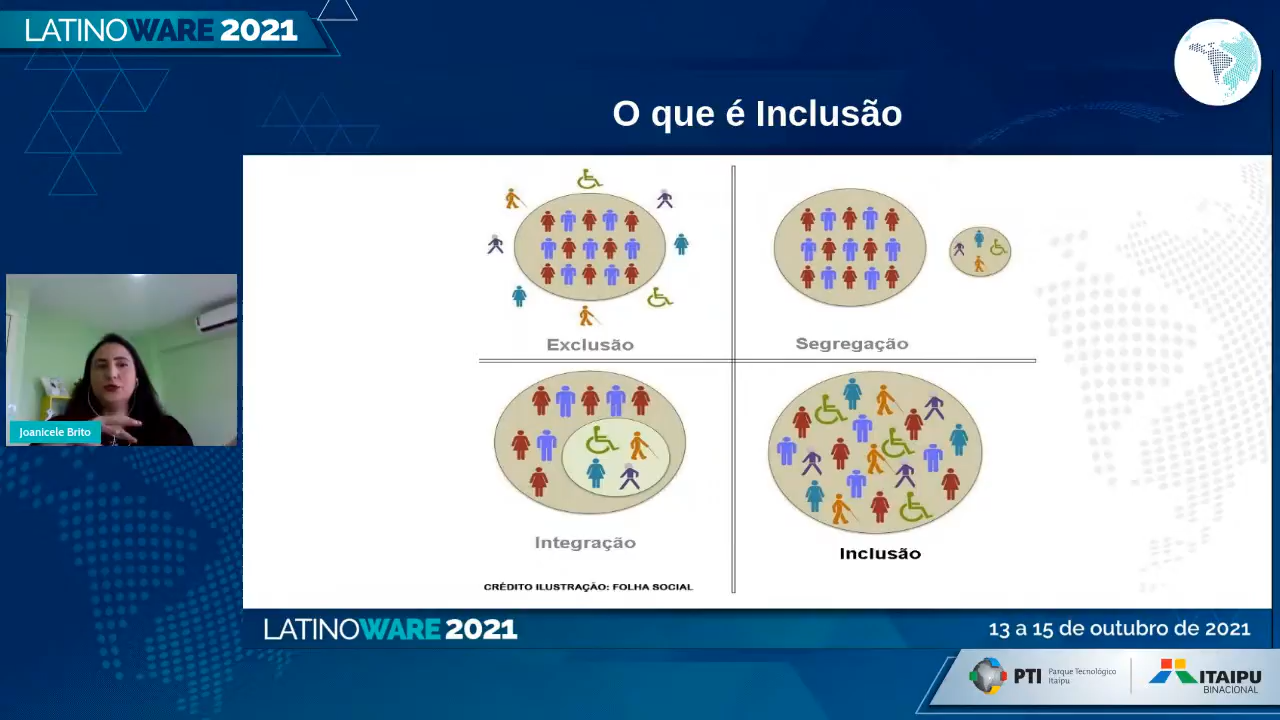 LATINOWARE 2021
O que é Inclusão
Exclusão
Segregação
Joanicele Brito
Integração
Inclusão
CRÉDITO ILUSTRAÇÃO: FOLHA SOCIAL
LATINOWARE 2021
13 a 15 de outubro de 2021
PTI
Parque Tecnológico
Itaipu
ITAIPU
BINACIONAL